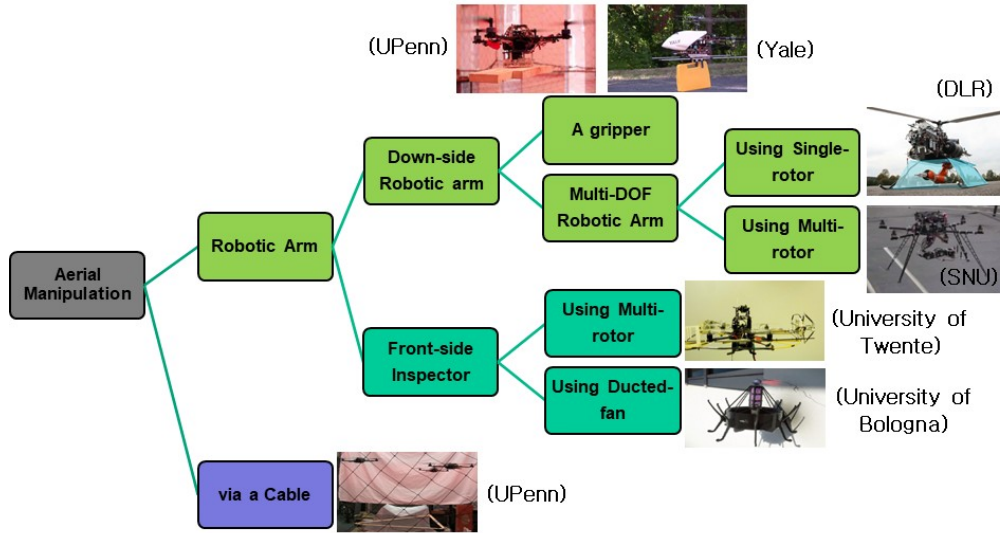 (UPenn)
(Yale)
(DLR)
A gripper
Down-side
Robotic arm
Using Single-
rotor
Multi-DOF
Robotic Arm
Robotic Arm
Using Multi-
rotor
Aerial
Manipulation
(SNU)
Using Multi-
rotor
(University of
Twente)
Front-side
Inspector
Using Ducted-
fan
(University of
Bologna)
via a Cable
(UPenn)